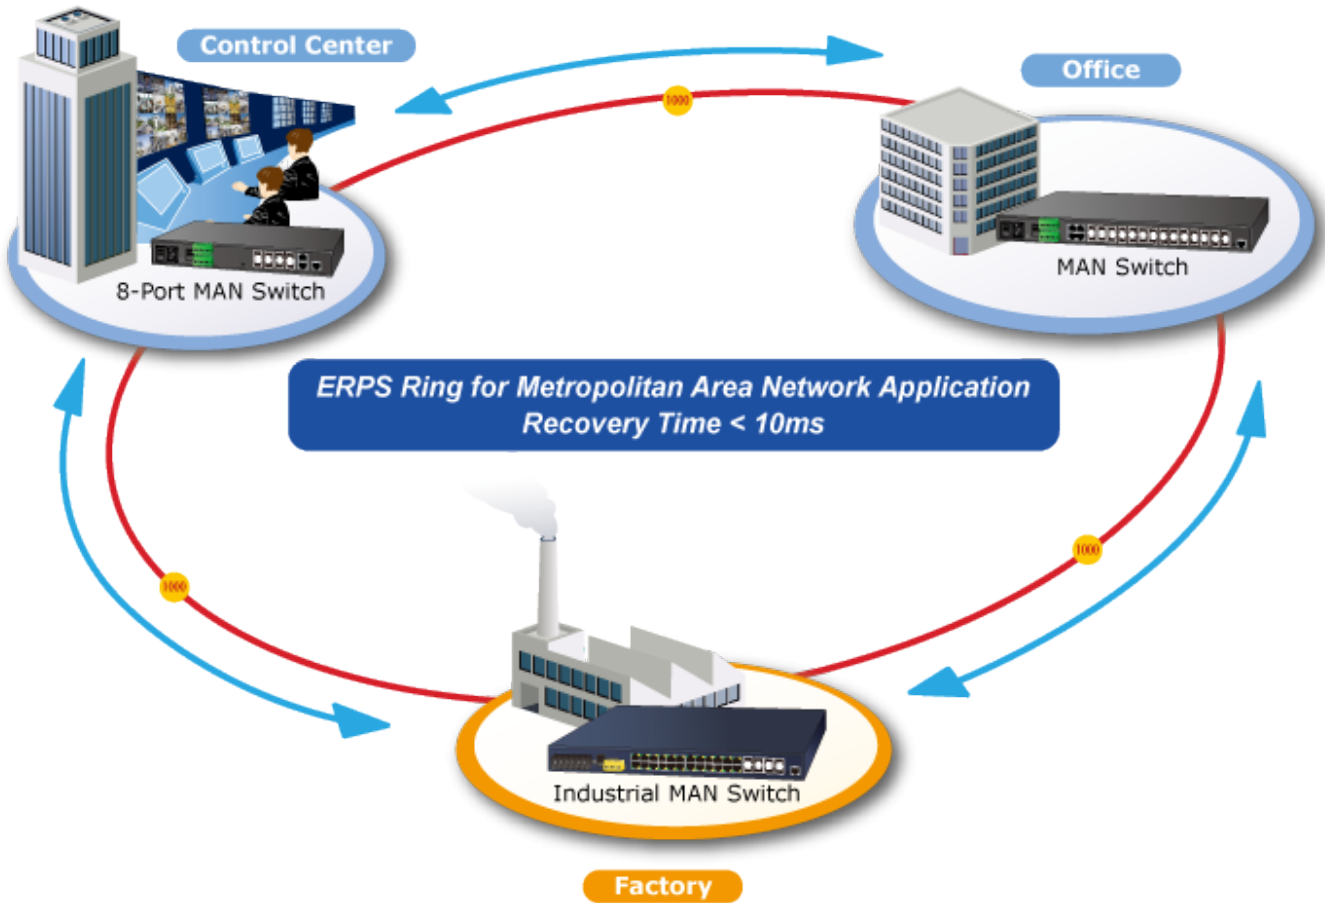 Control Center
Office
1000
8-Port MAN Switch
MAN Switch
ERPS Ring for Metropolitan Area Network Application
Recovery Time < 10ms
1000
1000
Industrial MAN Switch
Factory